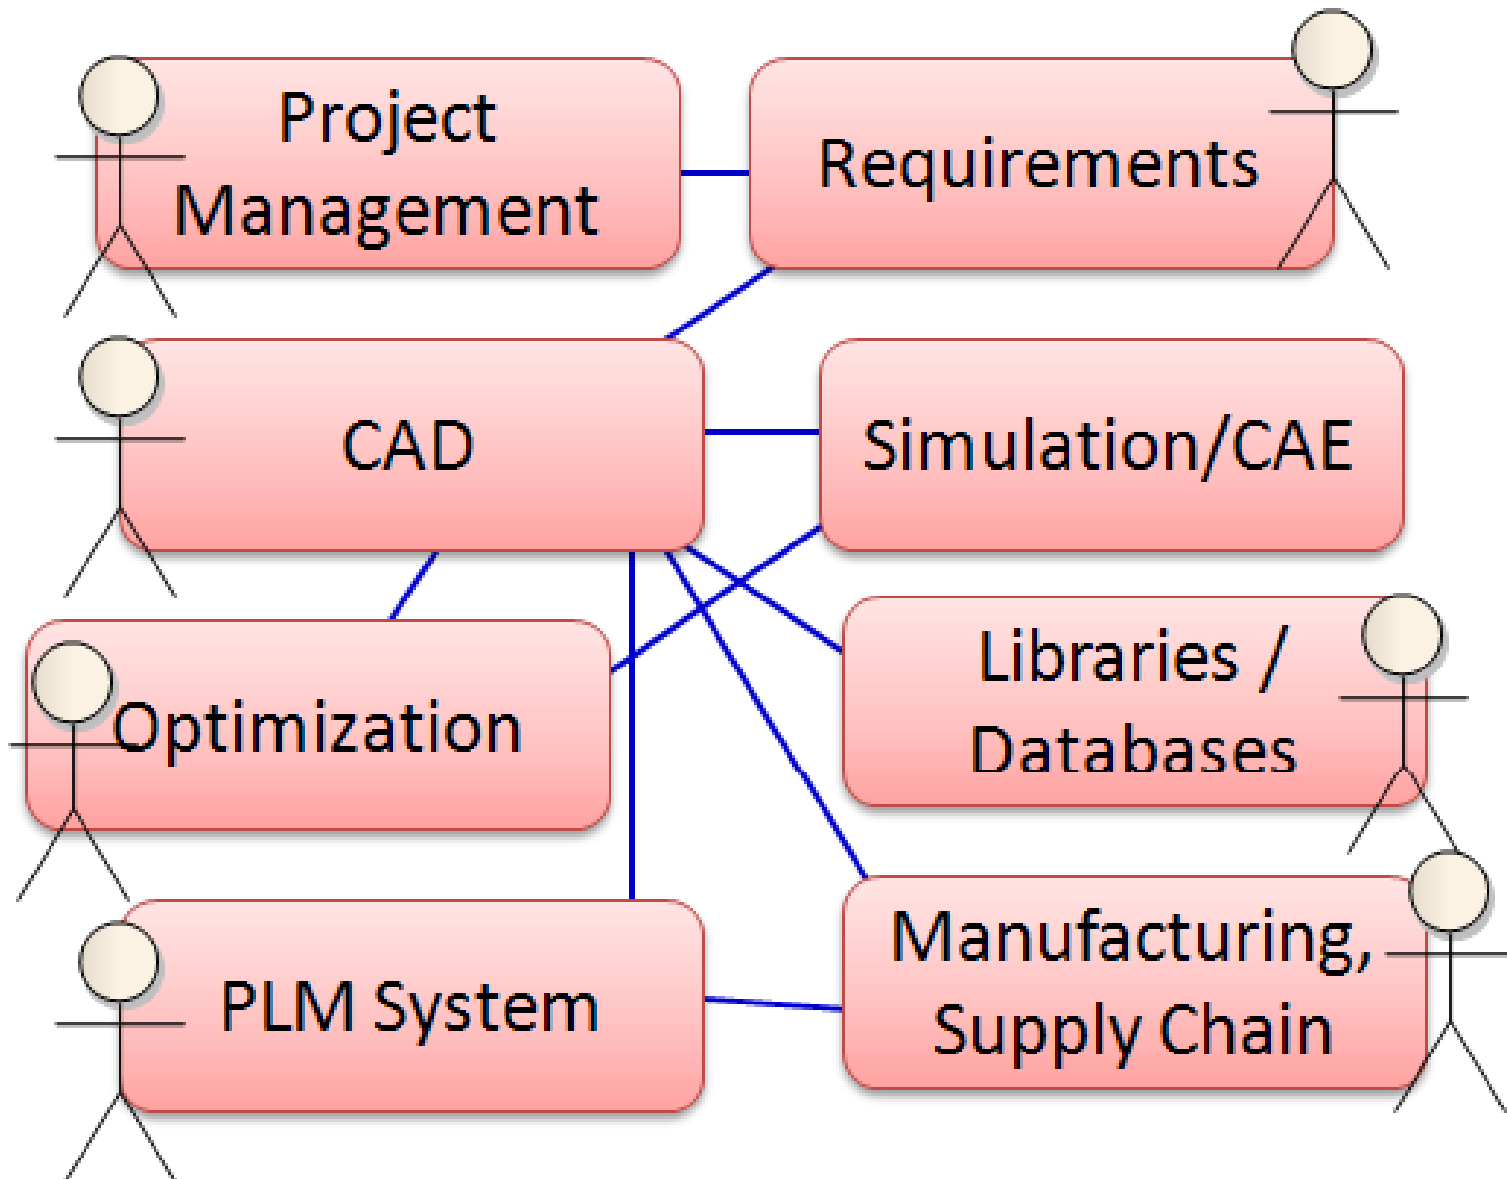 Project
Management
Requirements
CAD
Simulation/CAE
Optimization
Libraries /
Databases
PLM System
Manufacturing,
Supply Chain